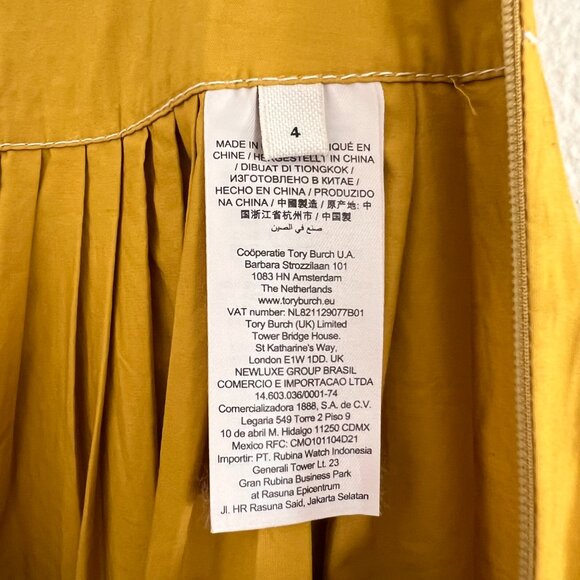 4
MADE IN QUÉ EN
CHINE / HERGESTELLT IN CHINA
/ DIBUAT DI TIONGKOK /
ИЗГОТОВЛЕНО В КИТАЕ /
HECHO EN CHINA / PRODUZIDO
NA CHINA / 中國製造 / 原产地: 中
国浙江省杭州市 / 中国製
صنع في الصين
Coöperatie Tory Burch U.A.
Barbara Strozzilaan 101
1083 HN Amsterdam
The Netherlands
www.toryburch.eu
VAT number: NL821129077B01
Tory Burch (UK) Limited
Tower Bridge House.
St Katharine's Way.
London E1W 1DD. UK
NEWLUXE GROUP BRASIL
COMERCIO E IMPORTACAO LTDA
14.603.036/0001-74
Comercializadora 1888, S.A. de C.V.
Legaria 549 Torre 2 Piso 9
10 de abril M. Hidalgo 11250 CDMX
Mexico RFC: CMO101104D21
Importir: PT. Rubina Watch Indonesia
Generali Tower Lt. 23
Gran Rubina Business Park
at Rasuna Epicentrum
Jl. HR Rasuna Said, Jakarta Selatan